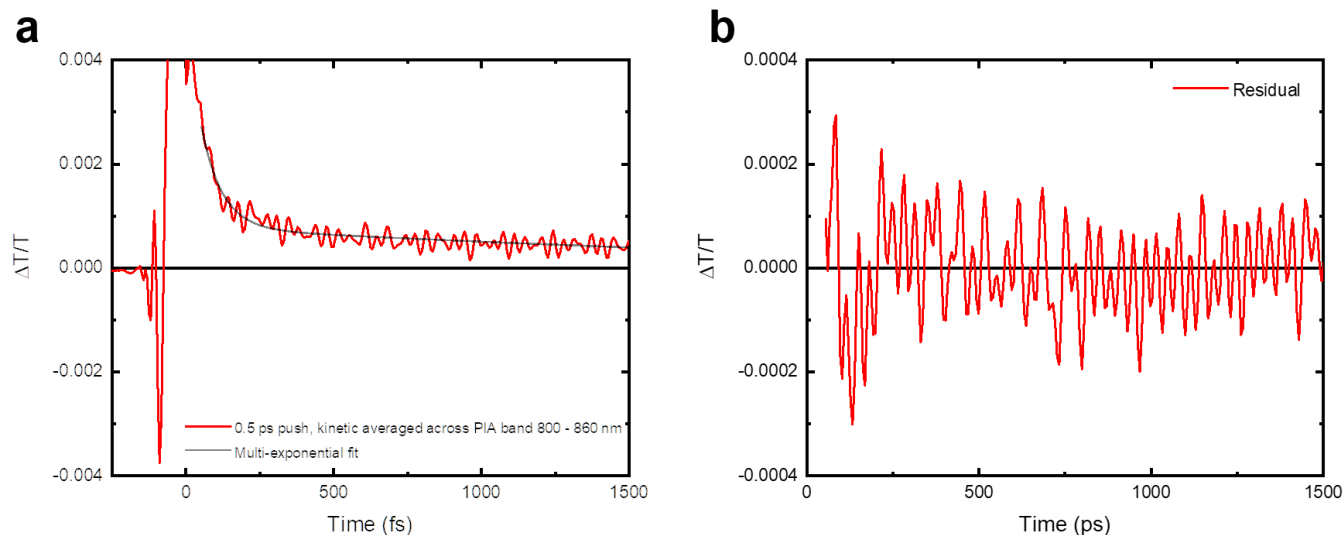 a
0.004
0.002
0.000
-0.002
-0.004
ΔT/T
0.5 ps push, kinetic averaged across PIA band 800 - 860 nm
Multi-exponential fit
0
500
1000
1500
Time (fs)
b
0.0004
0.0002
0.0000
-0.0002
-0.0004
ΔT/T
Residual
0
500
1000
1500
Time (ps)